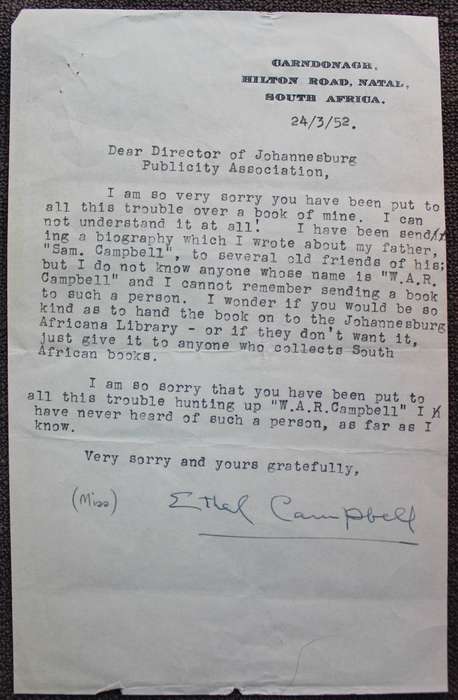 CARNDONAGH,
HILTON ROAD, NATAL,
SOUTH AFRICA.
24/3/52.
Dear Director of Johannesburg
Publicity Association,
I am so very sorry you have been put to
all this trouble over a book of mine. I can
not understand it at all! I have been send
ing a biography which I wrote about my father,
"Sam. Campbell", to several old friends of his;
but I do not know anyone whose name is "W.A.R.
Campbell" and I cannot remember sending a book
to such a person. I wonder if you would be so
kind as to hand the book on to the Johannesburg
Africana Library - or if they don't want it,
just give it to anyone who collects South
African books.
I am so sorry that you have been put to
all this trouble hunting up "W.A.R.Campbell" I
have never heard of such a person, as far as I
know.
Very sorry and yours gratefully,
(Miss) Ethel Campbell